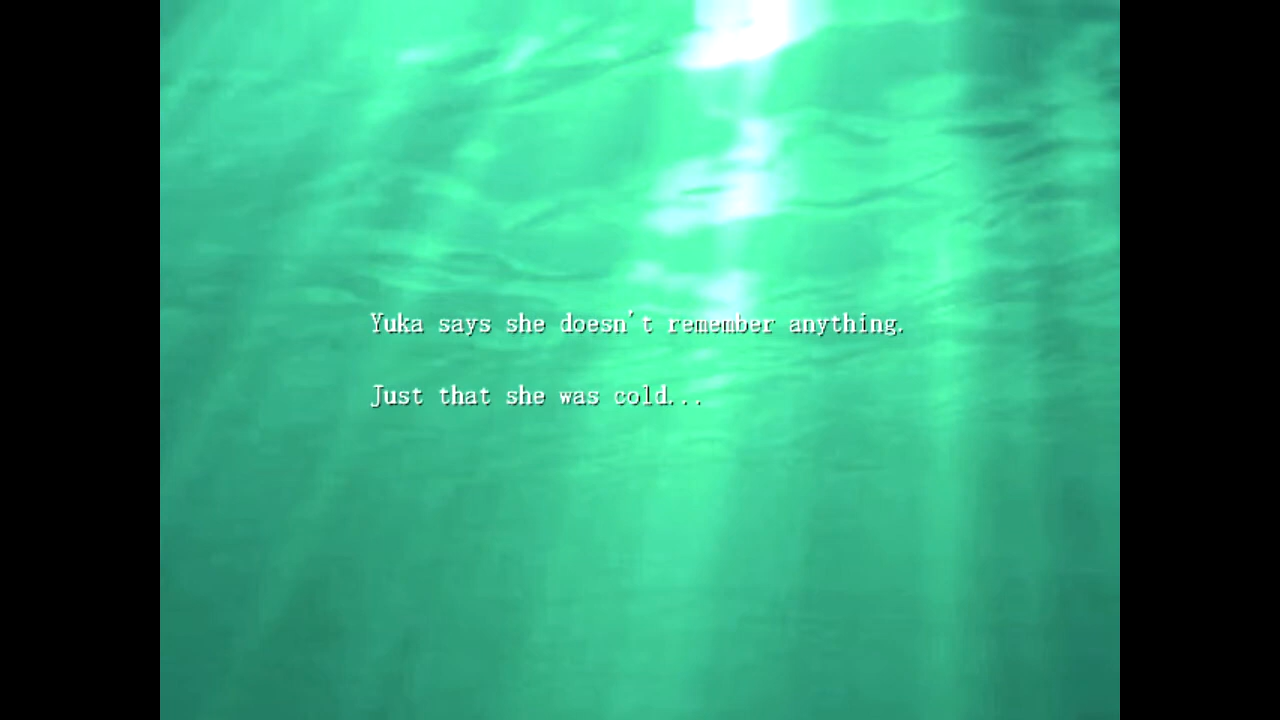 Yuka says she doesn't remember anything.
Just that she was cold...